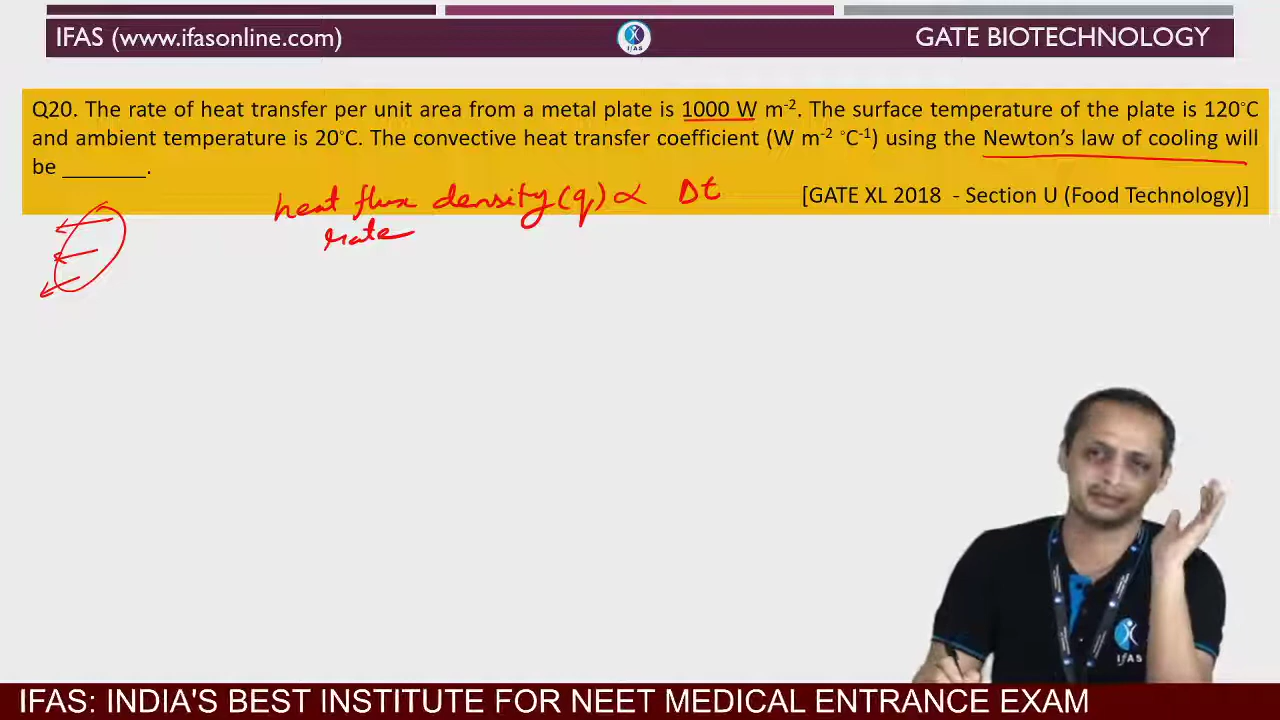 IFAS (www.ifasonline.com)
IFAS
GATE BIOTECHNOLOGY
Q20. The rate of heat transfer per unit area from a metal plate is 1000 W m⁻². The surface temperature of the plate is 120°C
and ambient temperature is 20°C. The convective heat transfer coefficient (W m⁻² °C⁻¹) using the Newton's law of cooling will
be _______.
[GATE XL 2018 - Section U (Food Technology)]
heat flux density (q) ∝ Δt
rate
IFAS
IFAS: INDIA'S BEST INSTITUTE FOR NEET MEDICAL ENTRANCE EXAM